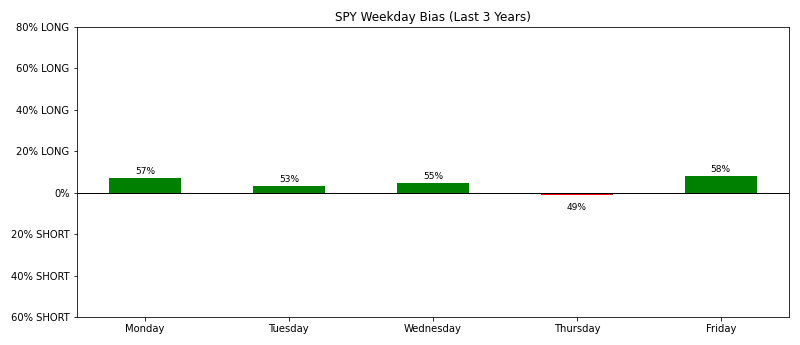 SPY Weekday Bias (Last 3 Years)
80% LONG
60% LONG
40% LONG
20% LONG
0%
20% SHORT
40% SHORT
60% SHORT
57%
53%
55%
49%
58%
Monday
Tuesday
Wednesday
Thursday
Friday